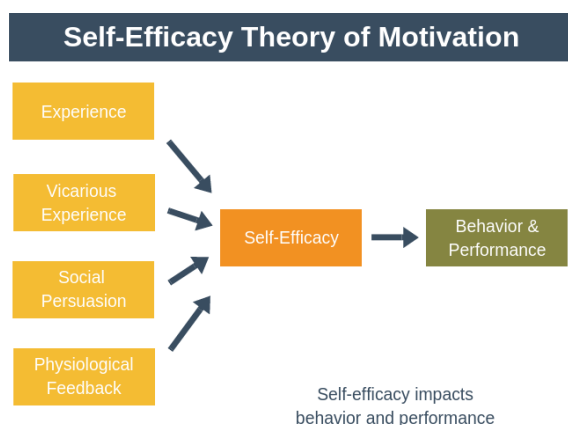 Self-Efficacy Theory of Motivation
Experience
Vicarious
Experience
Social
Persuasion
Physiological
Feedback
Self-Efficacy
Behavior &
Performance
Self-efficacy impacts
behavior and performance